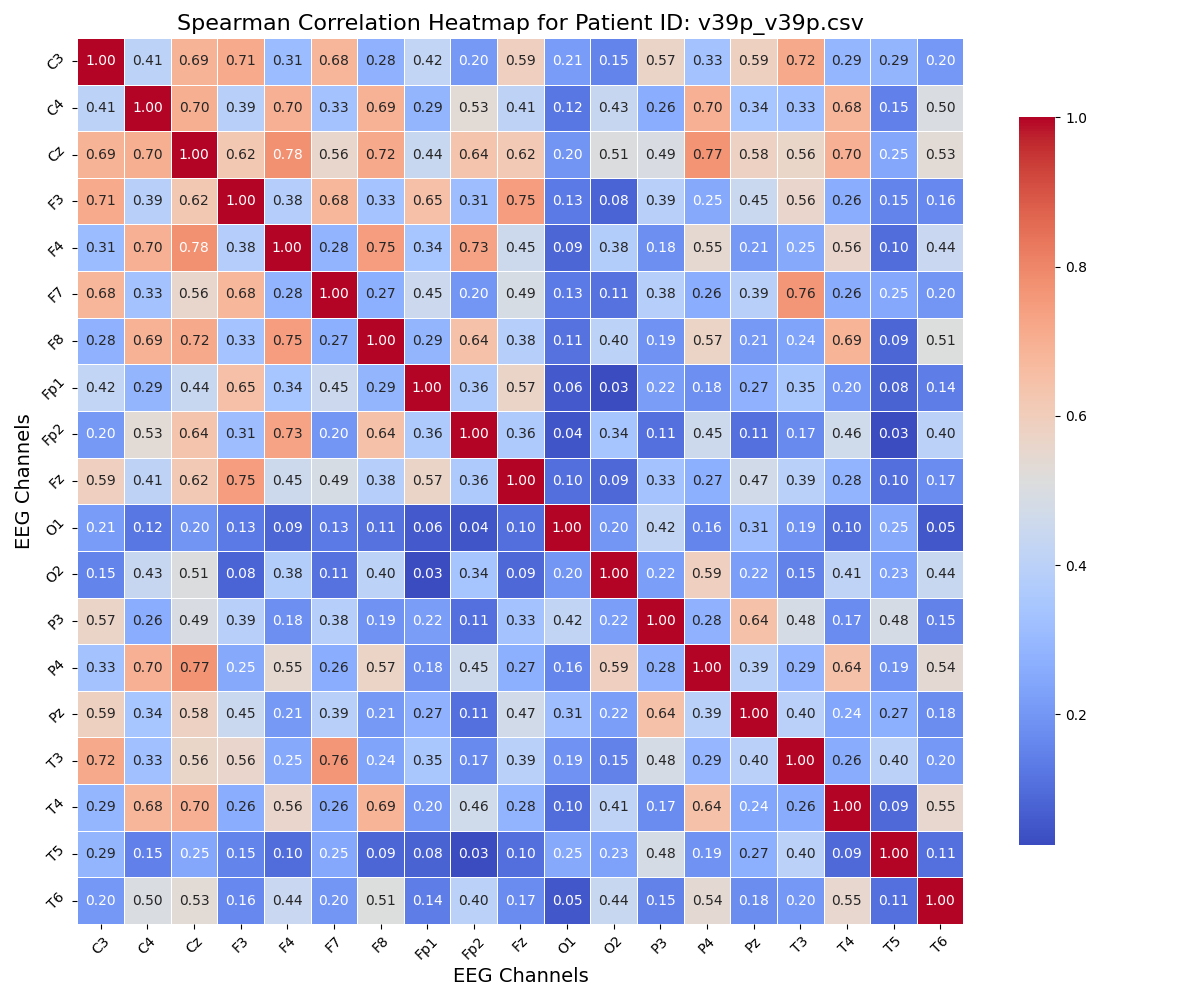 Spearman Correlation Heatmap for Patient ID: v39p_v39p.csv
C3 1.00 0.41 0.69 0.71 0.31 0.68 0.28 0.42 0.20 0.59 0.21 0.15 0.57 0.33 0.59 0.72 0.29 0.29 0.20
C4 0.41 1.00 0.70 0.39 0.70 0.33 0.69 0.29 0.53 0.41 0.12 0.43 0.26 0.70 0.34 0.33 0.68 0.15 0.50
Cz 0.69 0.70 1.00 0.62 0.78 0.56 0.72 0.44 0.64 0.62 0.20 0.51 0.49 0.77 0.58 0.56 0.70 0.25 0.53
F3 0.71 0.39 0.62 1.00 0.38 0.68 0.33 0.65 0.31 0.75 0.13 0.08 0.39 0.25 0.45 0.56 0.26 0.15 0.16
F4 0.31 0.70 0.78 0.38 1.00 0.28 0.75 0.34 0.73 0.45 0.09 0.38 0.18 0.55 0.21 0.25 0.56 0.10 0.44
F7 0.68 0.33 0.56 0.68 0.28 1.00 0.27 0.45 0.20 0.49 0.13 0.11 0.38 0.26 0.39 0.76 0.26 0.25 0.20
F8 0.28 0.69 0.72 0.33 0.75 0.27 1.00 0.29 0.64 0.38 0.11 0.40 0.19 0.57 0.21 0.24 0.69 0.09 0.51
Fp1 0.42 0.29 0.44 0.65 0.34 0.45 0.29 1.00 0.36 0.57 0.06 0.03 0.22 0.18 0.27 0.35 0.20 0.08 0.14
Fp2 0.20 0.53 0.64 0.31 0.73 0.20 0.64 0.36 1.00 0.36 0.04 0.34 0.11 0.45 0.11 0.17 0.46 0.03 0.40
Fz 0.59 0.41 0.62 0.75 0.45 0.49 0.38 0.57 0.36 1.00 0.10 0.09 0.33 0.27 0.47 0.39 0.28 0.10 0.17
O1 0.21 0.12 0.20 0.13 0.09 0.13 0.11 0.06 0.04 0.10 1.00 0.20 0.42 0.16 0.31 0.19 0.10 0.25 0.05
O2 0.15 0.43 0.51 0.08 0.38 0.11 0.40 0.03 0.34 0.09 0.20 1.00 0.22 0.59 0.22 0.15 0.41 0.23 0.44
P3 0.57 0.26 0.49 0.39 0.18 0.38 0.19 0.22 0.11 0.33 0.42 0.22 1.00 0.28 0.64 0.48 0.17 0.48 0.15
P4 0.33 0.70 0.77 0.25 0.55 0.26 0.57 0.18 0.45 0.27 0.16 0.59 0.28 1.00 0.39 0.29 0.64 0.19 0.54
Pz 0.59 0.34 0.58 0.45 0.21 0.39 0.21 0.27 0.11 0.47 0.31 0.22 0.64 0.39 1.00 0.40 0.24 0.27 0.18
T3 0.72 0.33 0.56 0.56 0.25 0.76 0.24 0.35 0.17 0.39 0.19 0.15 0.48 0.29 0.40 1.00 0.26 0.40 0.20
T4 0.29 0.68 0.70 0.26 0.56 0.26 0.69 0.20 0.46 0.28 0.10 0.41 0.17 0.64 0.24 0.26 1.00 0.09 0.55
T5 0.29 0.15 0.25 0.15 0.10 0.25 0.09 0.08 0.03 0.10 0.25 0.23 0.48 0.19 0.27 0.40 0.09 1.00 0.11
T6 0.20 0.50 0.53 0.16 0.44 0.20 0.51 0.14 0.40 0.17 0.05 0.44 0.15 0.54 0.18 0.20 0.55 0.11 1.00
C3 C4 Cz F3 F4 F7 F8 Fp1 Fp2 Fz O1 O2 P3 P4 Pz T3 T4 T5 T6
EEG Channels
EEG Channels
1.0
0.8
0.6
0.4
0.2